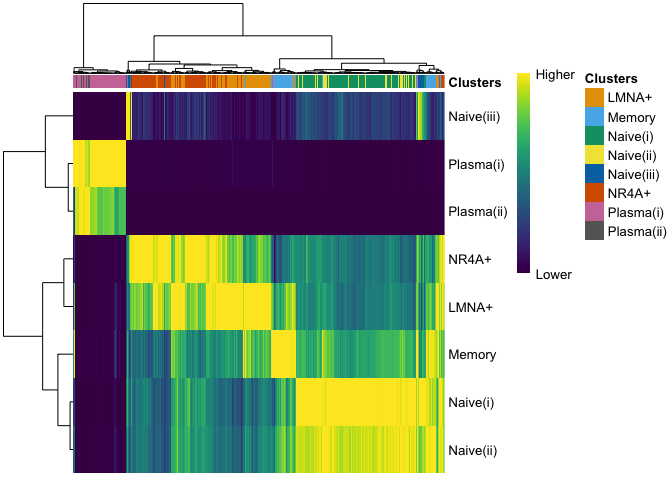 Clusters
Naive(iii)
Plasma(i)
Plasma(ii)
NR4A+
LMNA+
Memory
Naive(i)
Naive(ii)
Higher
Lower
Clusters
LMNA+
Memory
Naive(i)
Naive(ii)
Naive(iii)
NR4A+
Plasma(i)
Plasma(ii)